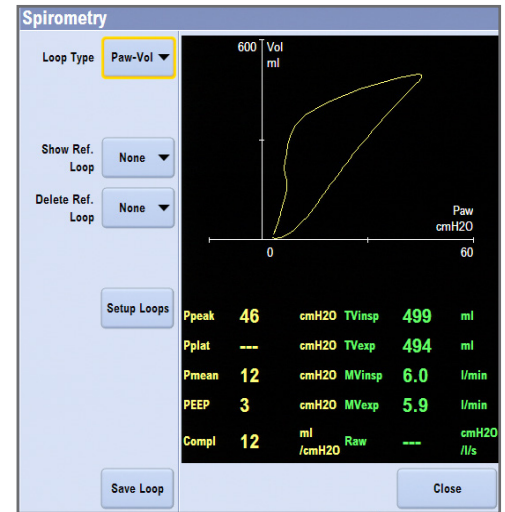 Spirometry
Loop Type Paw-Vol
600 Vol
ml
Show Ref.
Loop None
Delete Ref.
Loop None
Paw
cmH2O
0 60
Setup Loops
Ppeak 46 cmH2O TVinsp 499 ml
Pplat --- cmH2O TVexp 494 ml
Pmean 12 cmH2O MVinsp 6.0 l/min
PEEP 3 cmH2O MVexp 5.9 l/min
Compl 12 ml
/cmH2O Raw --- cmH2O
/l/s
Save Loop Close